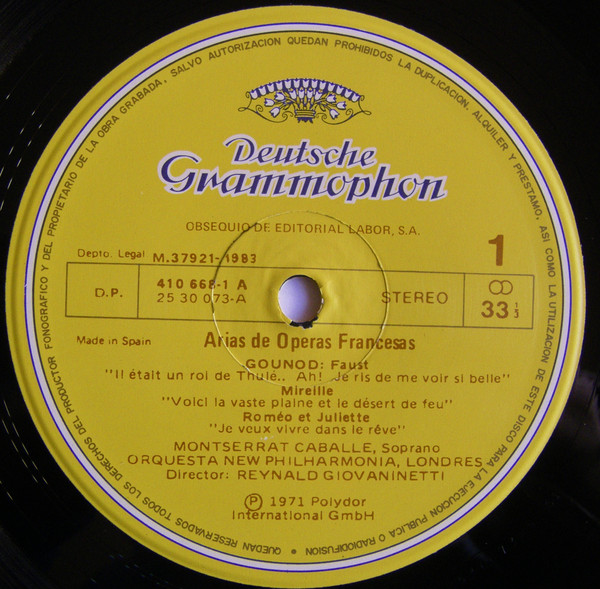 QUEDAN RESERVADOS TODOS LOS DERECHOS DEL PRODUCTOR FONOGRAFICO Y DEL PROPIETARIO DE LA OBRA GRABADA, SALVO AUTORIZACION QUEDAN PROHIBIDOS LA DUPLICACION, ALQUILER Y PRESTAMO, ASI COMO LA UTILIZACION DE ESTE DISCO PARA LA EJECUCION PUBLICA O RADIODIFUSION •
Deutsche
Grammophon
OBSEQUIO DE EDITORIAL LABOR, S.A.
Depto. Legal M.37921-1983
1
D.P.
410 668-1 A
25 30 073-A
STEREO
33 1/3
Made in Spain
Arias de Operas Francesas
GOUNOD: Faust
"Il était un roi de Thulé.. Ah! Je ris de me voir si belle"
Mireille
"Voici la vaste plaine et le désert de feu"
Roméo et Juliette
"Je veux vivre dans le rêve"
MONTSERRAT CABALLE, Soprano
ORQUESTA NEW PHILHARMONIA, LONDRES
Director: REYNALD GIOVANINETTI
Ⓟ 1971 Polydor
International GmbH